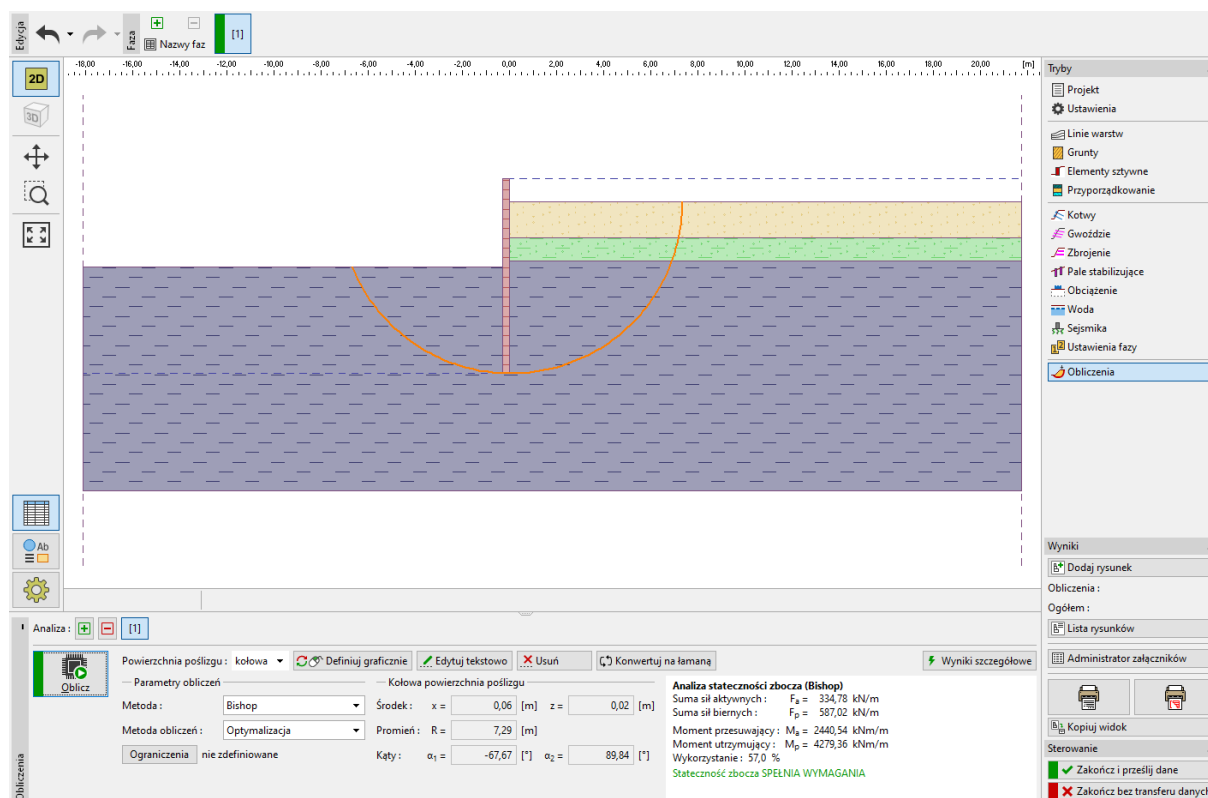 Edycja
Faza
Nazwy faz
[1]
2D
3D
-18,00 -16,00 -14,00 -12,00 -10,00 -8,00 -6,00 -4,00 -2,00 0,00 2,00 4,00 6,00 8,00 10,00 12,00 14,00 16,00 18,00 20,00 [m]
Tryby
Projekt
Ustawienia
Linie warstw
Grunty
Elementy sztywne
Przyporządkowanie
Kotwy
Gwoździe
Zbrojenie
Pale stabilizujące
Obciążenie
Woda
Sejsmika
Ustawienia fazy
Obliczenia
Ab
Wyniki
Dodaj rysunek
Obliczenia :
Ogółem :
Lista rysunków
Administrator załączników
Kopiuj widok
Sterowanie
Zakończ i prześlij dane
Zakończ bez transferu danych
Obliczenia
Analiza : [1]
Oblicz
Powierzchnia poślizgu : kołowa Definiuj graficznie Edytuj tekstowo Usuń Konwertuj na łamaną Wyniki szczegółowe
Parametry obliczeń
Metoda : Bishop
Metoda obliczeń : Optymalizacja
Ograniczenia nie zdefiniowane
Kołowa powierzchnia poślizgu
Środek : x = 0,06 [m] z = 0,02 [m]
Promień : R = 7,29 [m]
Kąty : α1 = -67,67 [°] α2 = 89,84 [°]
Analiza stateczności zbocza (Bishop)
Suma sił aktywnych : Fa = 334,78 kN/m
Suma sił biernych : Fp = 587,02 kN/m
Moment przesuwający : Ma = 2440,54 kNm/m
Moment utrzymujący : Mp = 4279,36 kNm/m
Wykorzystanie : 57,0 %
Stateczność zbocza SPEŁNIA WYMAGANIA